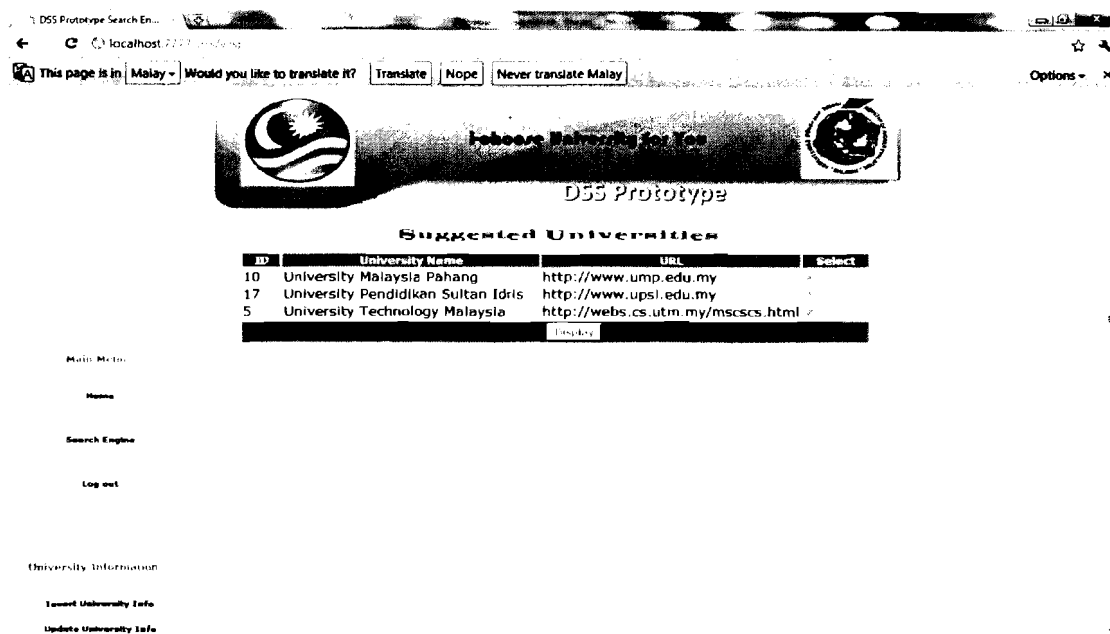 DSS Prototype Search En...
localhost
This page is in Malay Would you like to translate it? Translate Nope Never translate Malay Options
University for You
DSS Prototype
Suggested Universities
ID University Name URL Select
10 University Malaysia Pahang http://www.ump.edu.my
17 University Pendidikan Sultan Idris http://www.upsi.edu.my
5 University Technology Malaysia http://webs.cs.utm.my/mscscs.html
Display
Main Menu
Home
Search Engine
Log out
University Information
Insert University Info
Update University Info